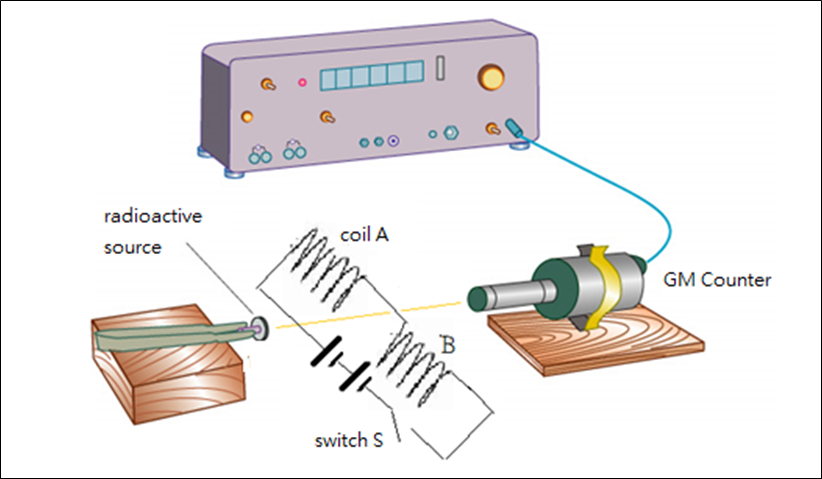 radioactive
source
coil A
GM Counter
B
switch S